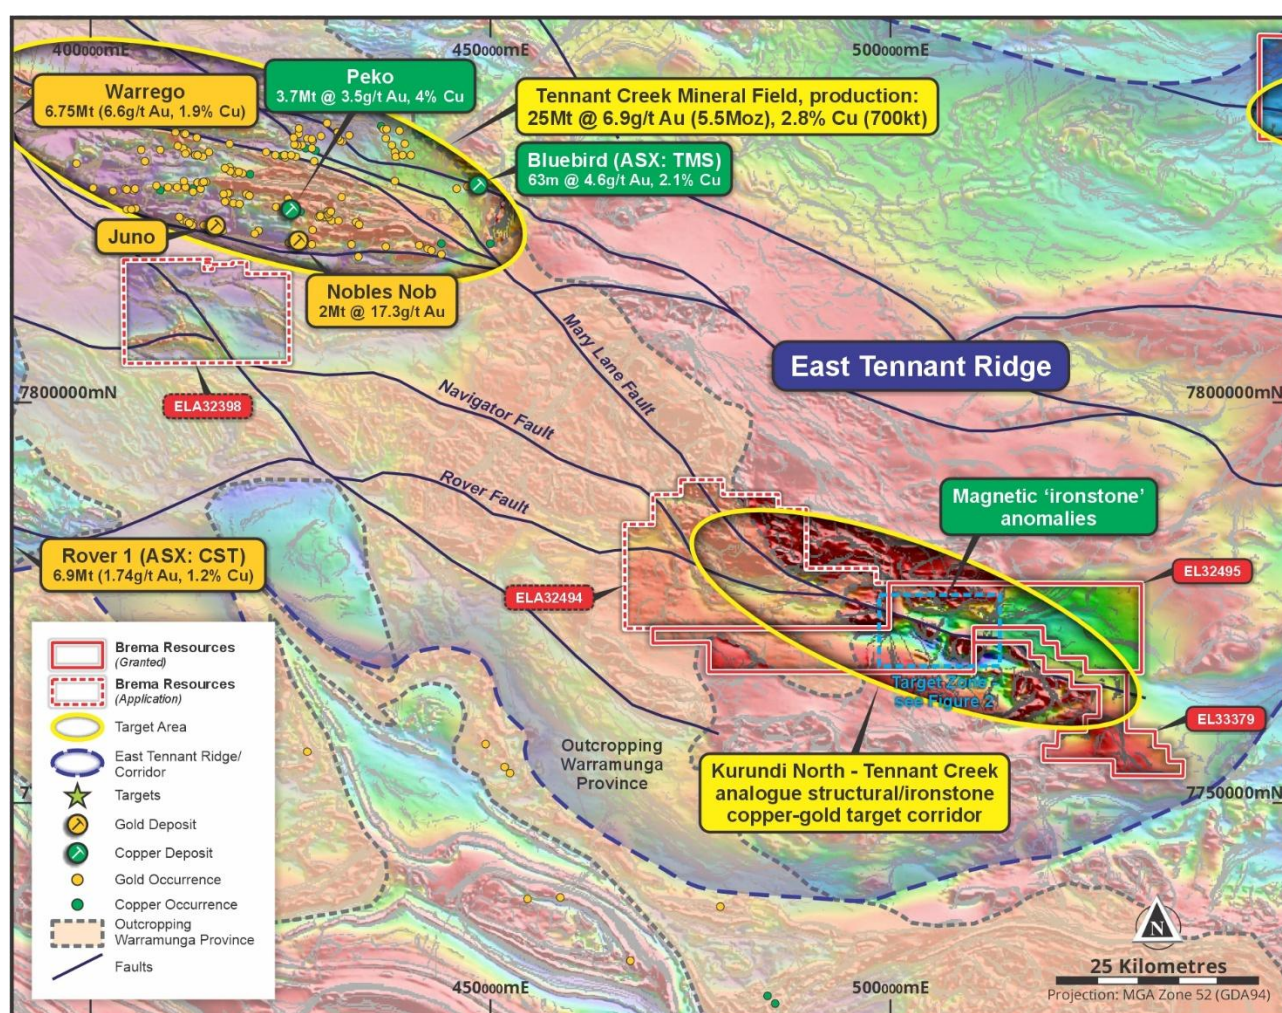 400000mE
450000mE
500000mE
Warrego
6.75Mt (6.6g/t Au, 1.9% Cu)
Peko
3.7Mt @ 3.5g/t Au, 4% Cu
Tennant Creek Mineral Field, production:
25Mt @ 6.9g/t Au (5.5Moz), 2.8% Cu (700kt)
Bluebird (ASX: TMS)
63m @ 4.6g/t Au, 2.1% Cu
Juno
Nobles Nob
2Mt @ 17.3g/t Au
Mary Lane Fault
East Tennant Ridge
7800000mN
7800000mN
ELA32398
Navigator Fault
Rover Fault
Magnetic ‘ironstone’
anomalies
Rover 1 (ASX: CST)
6.9Mt (1.74g/t Au, 1.2% Cu)
ELA32494
EL32495
Target Zone
see Figure 2
EL33379
Outcropping
Warramunga
Province
Kurundi North - Tennant Creek
analogue structural/ironstone
copper-gold target corridor
7750000mN
Brema Resources
(Granted)
Brema Resources
(Application)
Target Area
East Tennant Ridge/
Corridor
Targets
Gold Deposit
Copper Deposit
Gold Occurrence
Copper Occurrence
Outcropping
Warramunga Province
Faults
N
25 Kilometres
Projection: MGA Zone 52 (GDA94)
450000mE
500000mE